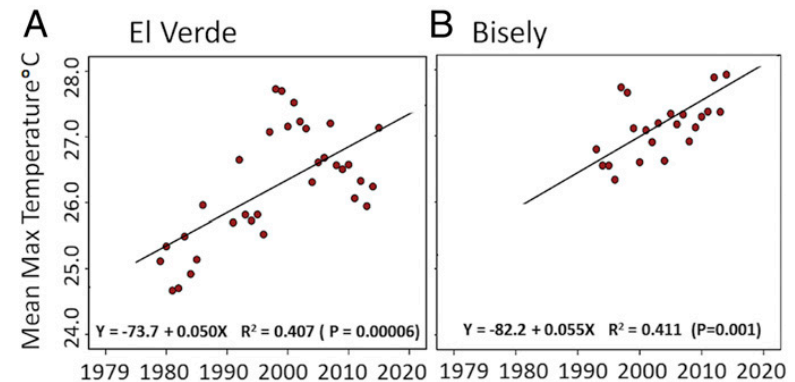 A El Verde
B Bisely
Mean Max Temperature°C
28.0
27.0
26.0
25.0
24.0
Y = -73.7 + 0.050X R² = 0.407 ( P = 0.00006)
Y = -82.2 + 0.055X R² = 0.411 (P=0.001)
1979 1980 1990 2000 2010 2020
1979 1980 1990 2000 2010 2020